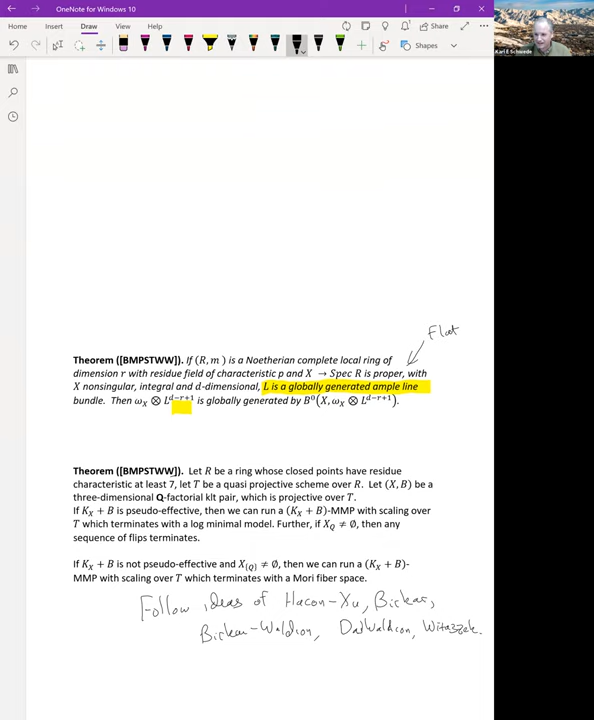 OneNote for Windows 10
Home Insert Draw View Help
Share
Shapes
Karl E Schwede
Flat
Theorem ([BMPSTWW]). If (R, m) is a Noetherian complete local ring of
dimension r with residue field of characteristic p and X → Spec R is proper, with
X nonsingular, integral and d-dimensional, L is a globally generated ample line
bundle. Then ω_X ⊗ L^{d−r+1} is globally generated by B⁰(X, ω_X ⊗ L^{d−r+1}).
Theorem ([BMPSTWW]). Let R be a ring whose closed points have residue
characteristic at least 7, let T be a quasi projective scheme over R. Let (X, B) be a
three-dimensional Q-factorial klt pair, which is projective over T.
If K_X + B is pseudo-effective, then we can run a (K_X + B)-MMP with scaling over
T which terminates with a log minimal model. Further, if X_Q ≠ ∅, then any
sequence of flips terminates.
If K_X + B is not pseudo-effective and X_{Q} ≠ ∅, then we can run a (K_X + B)-
MMP with scaling over T which terminates with a Mori fiber space.
Follow ideas of Hacon-Xu, Birkar,
Birkar-Waldron, Das-Waldron, Witaszek.